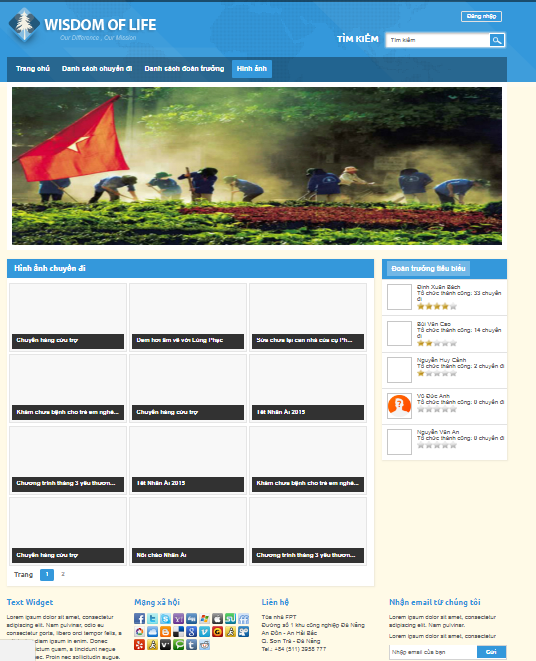 Đăng nhập
WISDOM OF LIFE
Our Difference , Our Mission
TÌM KIẾM
Tìm kiếm
Trang chủ Danh sách chuyến đi Danh sách đoàn trưởng Hình ảnh
Hình ảnh chuyến đi
Chuyến hàng cứu trợ
Đem hơi ấm về với Lũng Phục
Sửa chữa lại căn nhà của cụ Ph...
Khám chữa bệnh cho trẻ em nghè...
Chuyến hàng cứu trợ
Tết Nhân Ái 2015
Chương trình tháng 3 yêu thươn...
Tết Nhân Ái 2015
Khám chữa bệnh cho trẻ em nghè...
Chuyến hàng cứu trợ
Nồi cháo Nhân Ái
Chương trình tháng 3 yêu thươn...
Trang 1 2
Đoàn trưởng tiêu biểu
Đinh Xuân Bách
Tổ chức thành công: 33 chuyến
đi
Bùi Văn Cao
Tổ chức thành công: 14 chuyến
đi
Nguyễn Huy Cảnh
Tổ chức thành công: 2 chuyến đi
Vũ Đức Anh
Tổ chức thành công: 0 chuyến đi
Nguyễn Văn An
Tổ chức thành công: 0 chuyến đi
Text Widget
Lorem ipsum dolor sit amet, consectetur
adipiscing elit. Nam pulvinar, odio eu
consectetur porta, libero orci tempor felis, a
diam ipsum in enim. Donec
dictum quam, a tincidunt neque
leo. Proin nec sollicitudin augue.
Mạng xã hội
Liên hệ
Tòa nhà FPT
Đường số 1 khu công nghiệp Đà Nẵng
An Đồn - An Hải Bắc
Q. Sơn Trà - Đà Nẵng
Tel.: +84 (511) 3958 777
Nhận email từ chúng tôi
Lorem ipsum dolor sit amet, consectetur
adipiscing elit. Nam pulvinar,
Lorem ipsum dolor sit amet, consectetur
Nhập email của bạn
Gửi